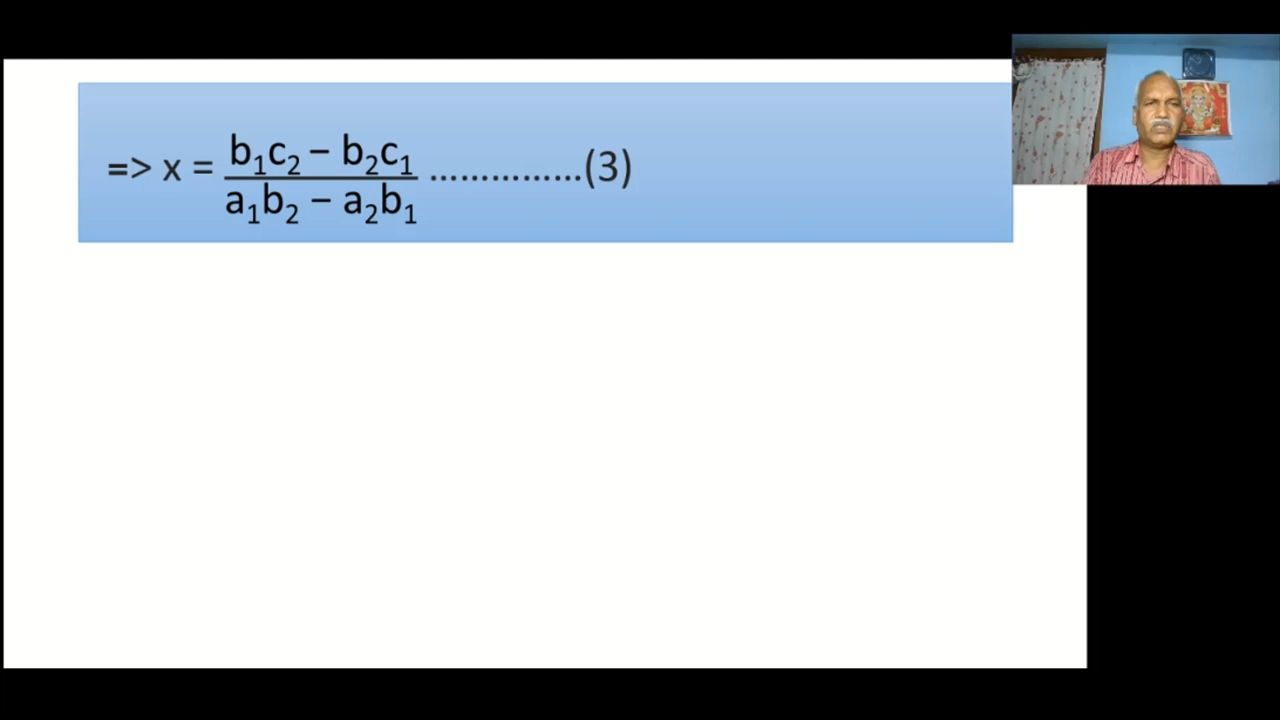 => x = b₁c₂ − b₂c₁ / a₁b₂ − a₂b₁ ……………(3)